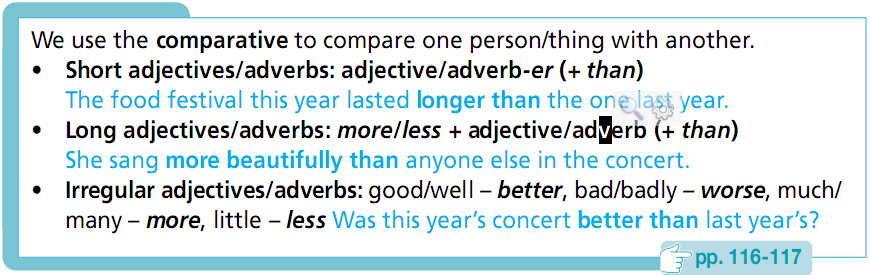 We use the comparative to compare one person/thing with another.
• Short adjectives/adverbs: adjective/adverb-er (+ than)
The food festival this year lasted longer than the one last year.
• Long adjectives/adverbs: more/less + adjective/adverb (+ than)
She sang more beautifully than anyone else in the concert.
• Irregular adjectives/adverbs: good/well – better, bad/badly – worse, much/
many – more, little – less Was this year’s concert better than last year’s?
pp. 116-117